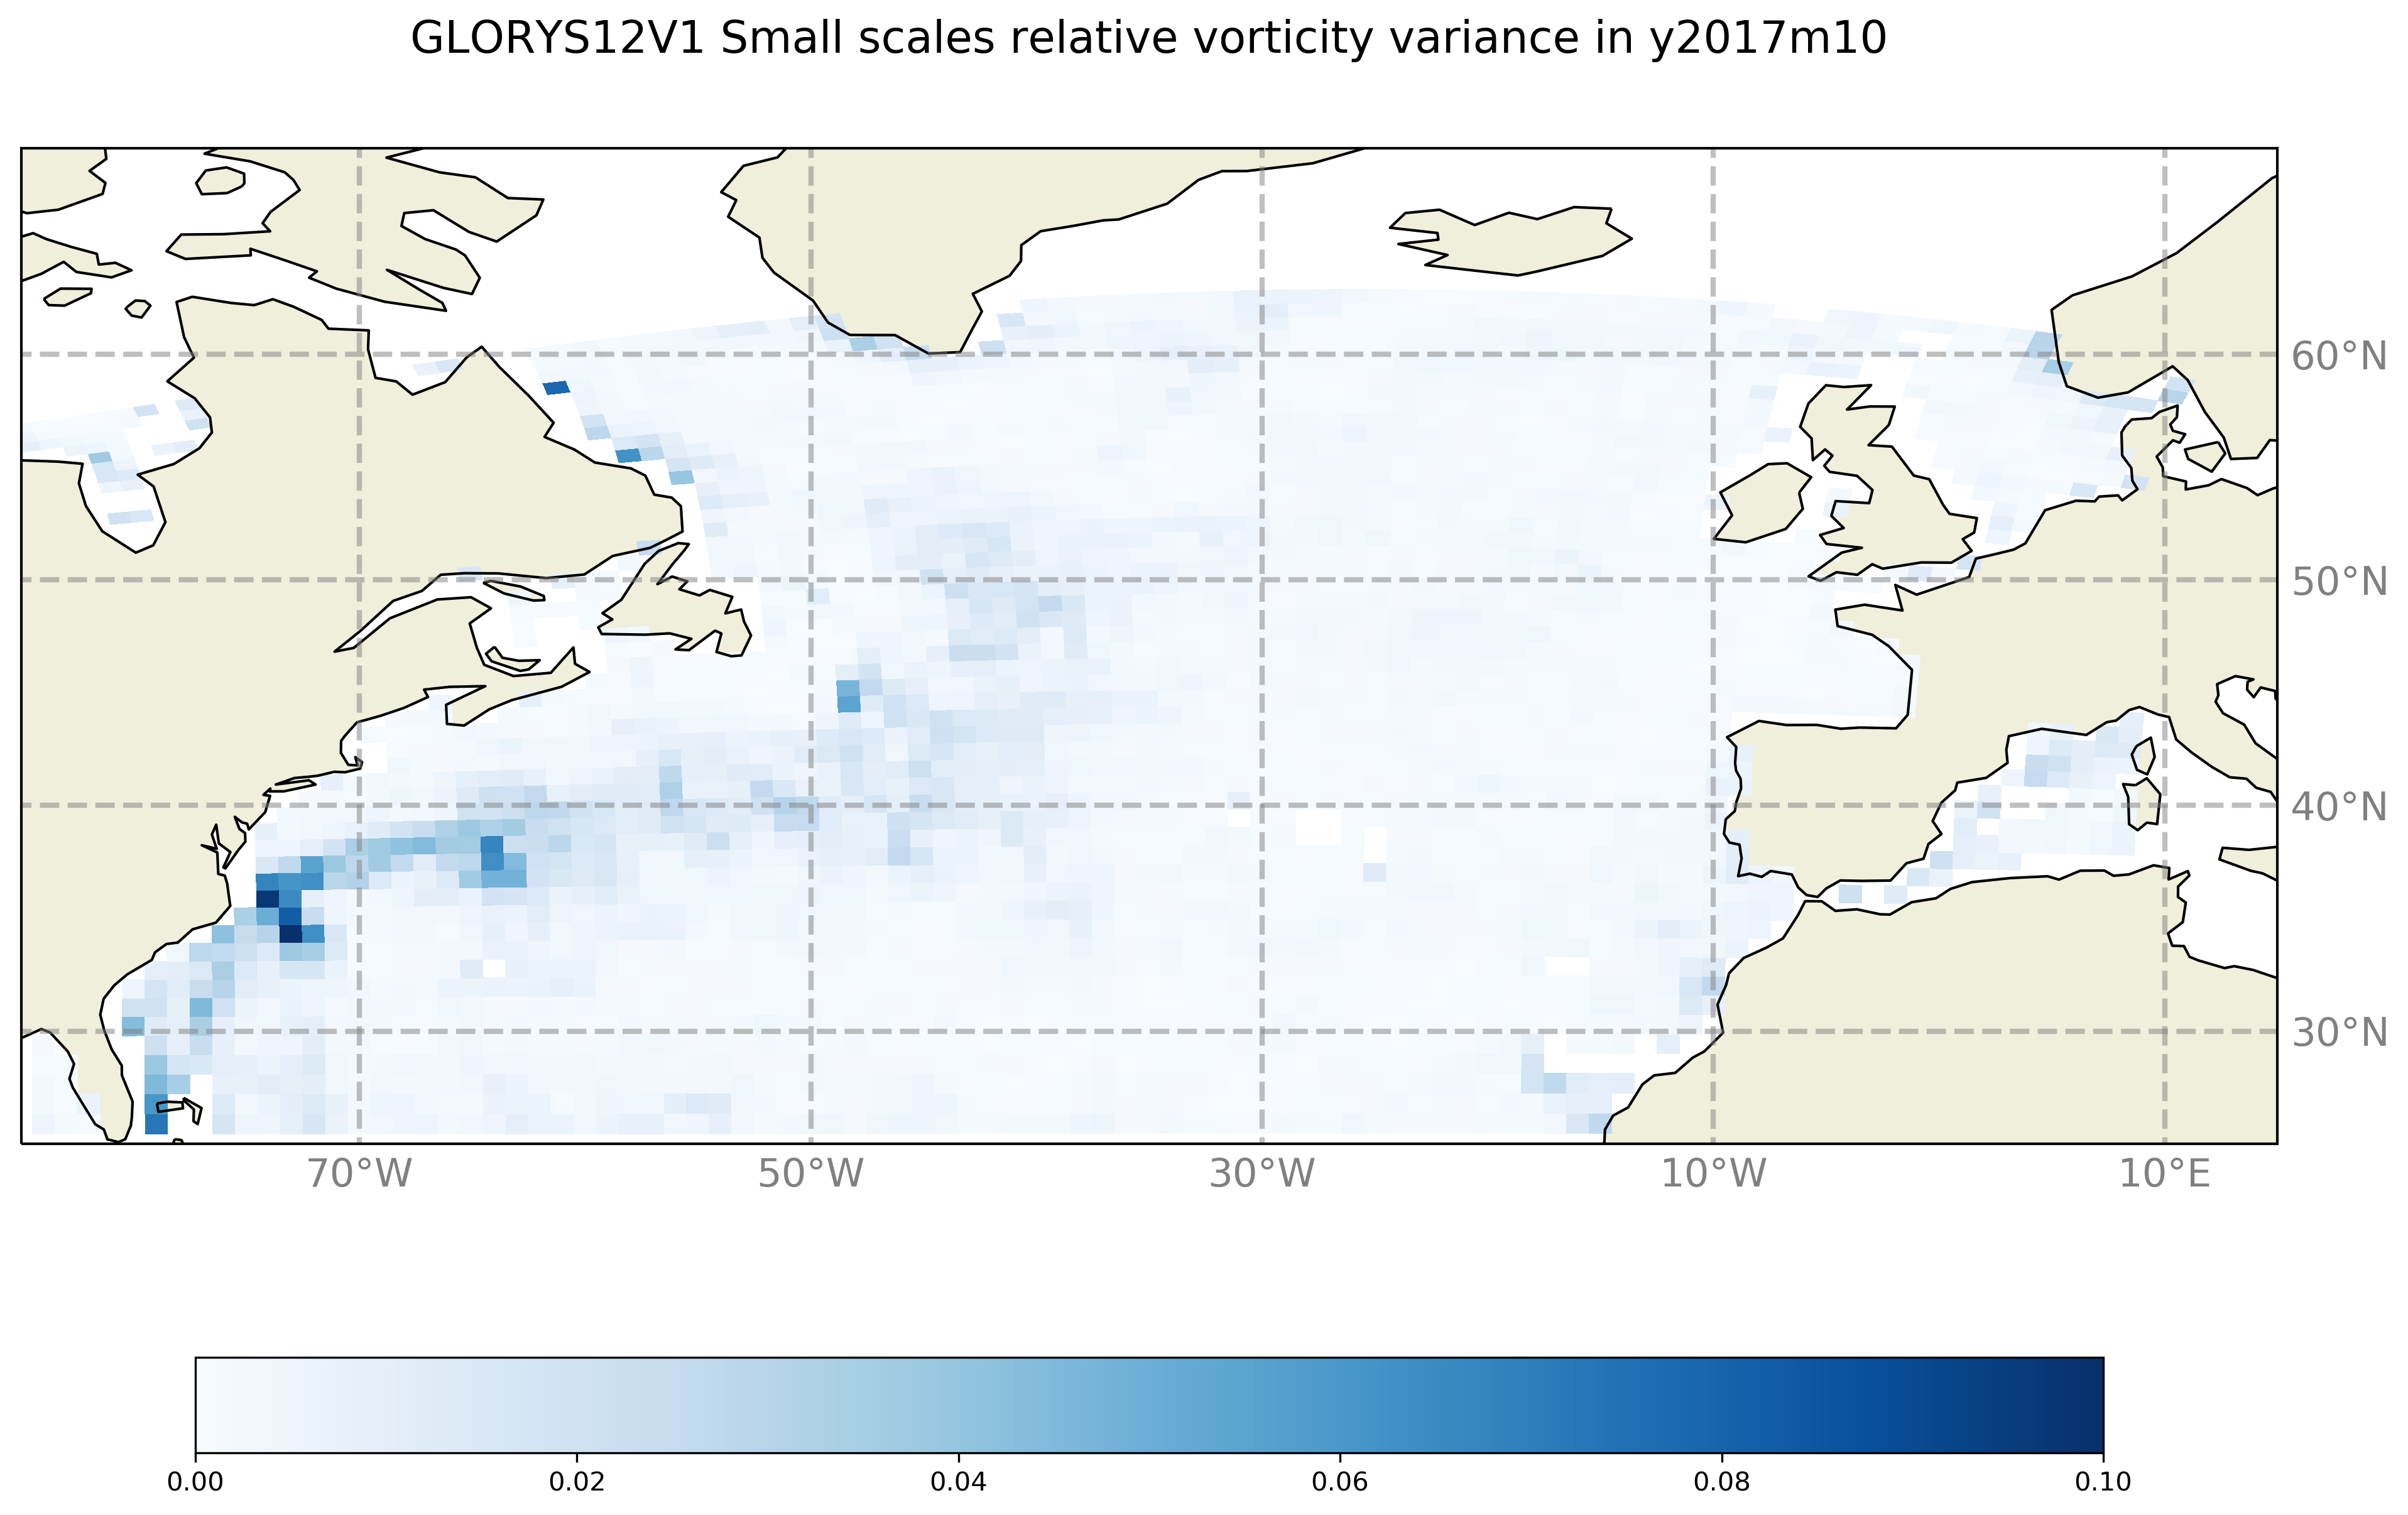 GLORYS12V1 Small scales relative vorticity variance in y2017m10
60°N
50°N
40°N
30°N
70°W 50°W 30°W 10°W 10°E
0.00 0.02 0.04 0.06 0.08 0.10